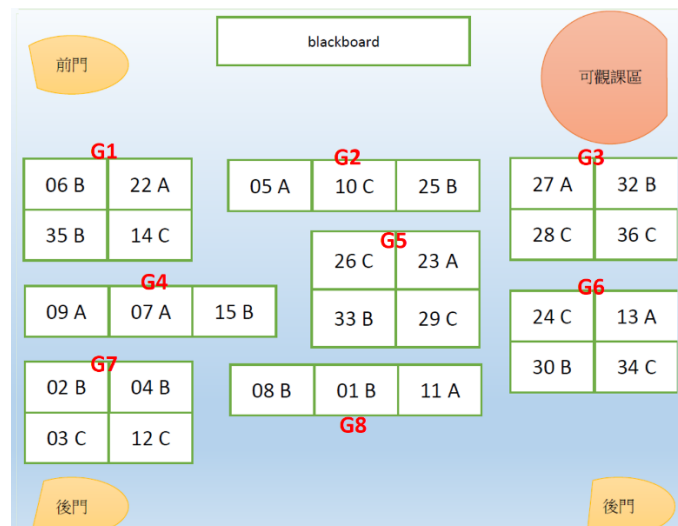 blackboard
前門
可觀課區
G1
G2
G3
06 B 22 A
35 B 14 C
05 A 10 C 25 B
27 A 32 B
28 C 36 C
G5
26 C 23 A
33 B 29 C
G4
09 A 07 A 15 B
G6
24 C 13 A
30 B 34 C
G7
02 B 04 B
03 C 12 C
08 B 01 B 11 A
G8
後門
後門